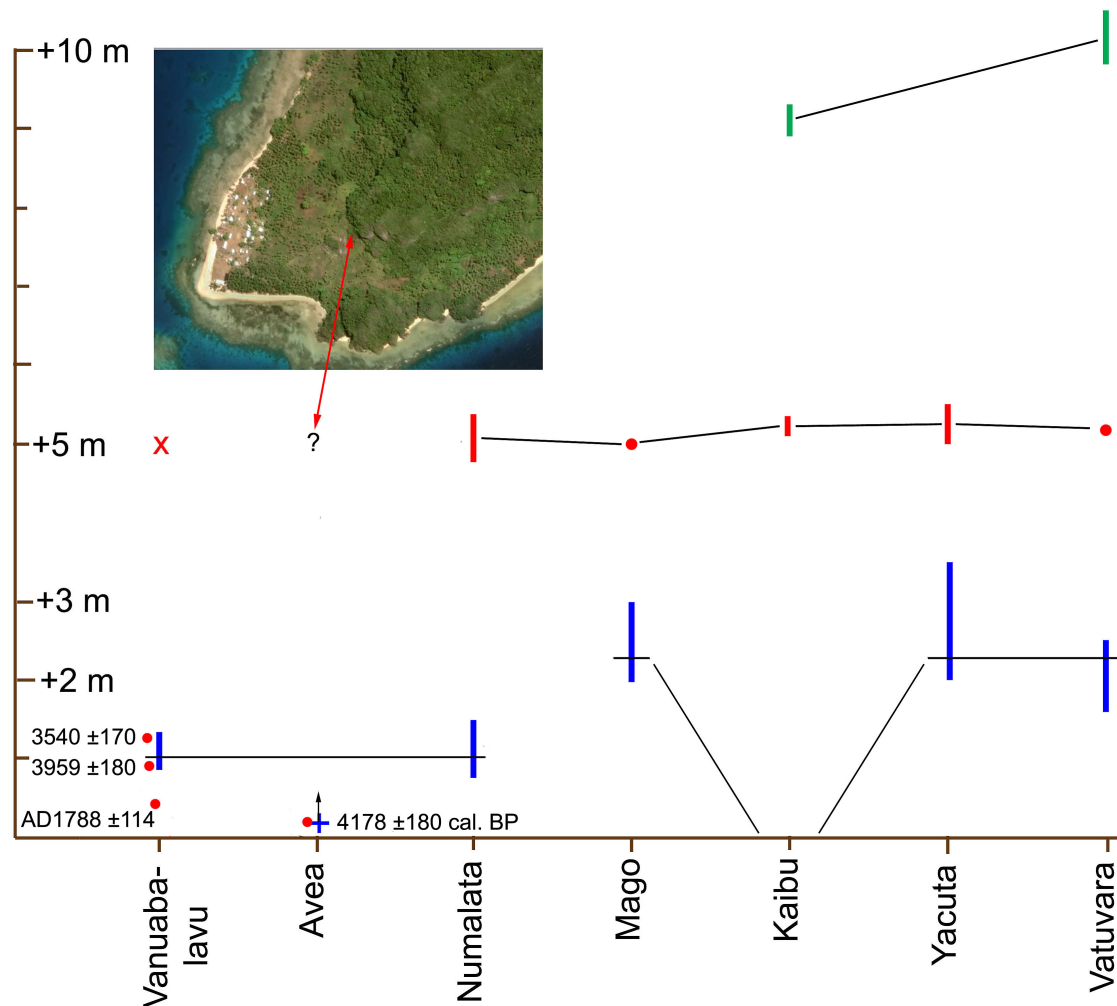 +10 m
x
+5 m
?
+3 m
+2 m
3540 ±170
3959 ±180
AD1788 ±114
4178 ±180 cal. BP
Vanuaba-
lavu
Avea
Numalata
Mago
Kaibu
Yacuta
Vatuvara